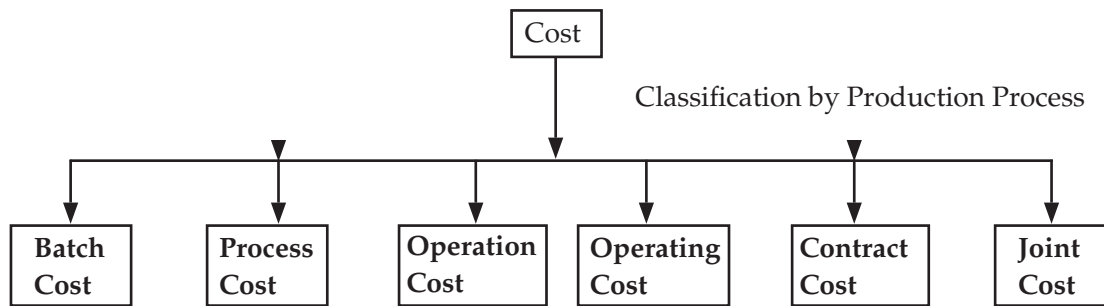 Cost
Classification by Production Process
Batch
Cost
Process
Cost
Operation
Cost
Operating
Cost
Contract
Cost
Joint
Cost